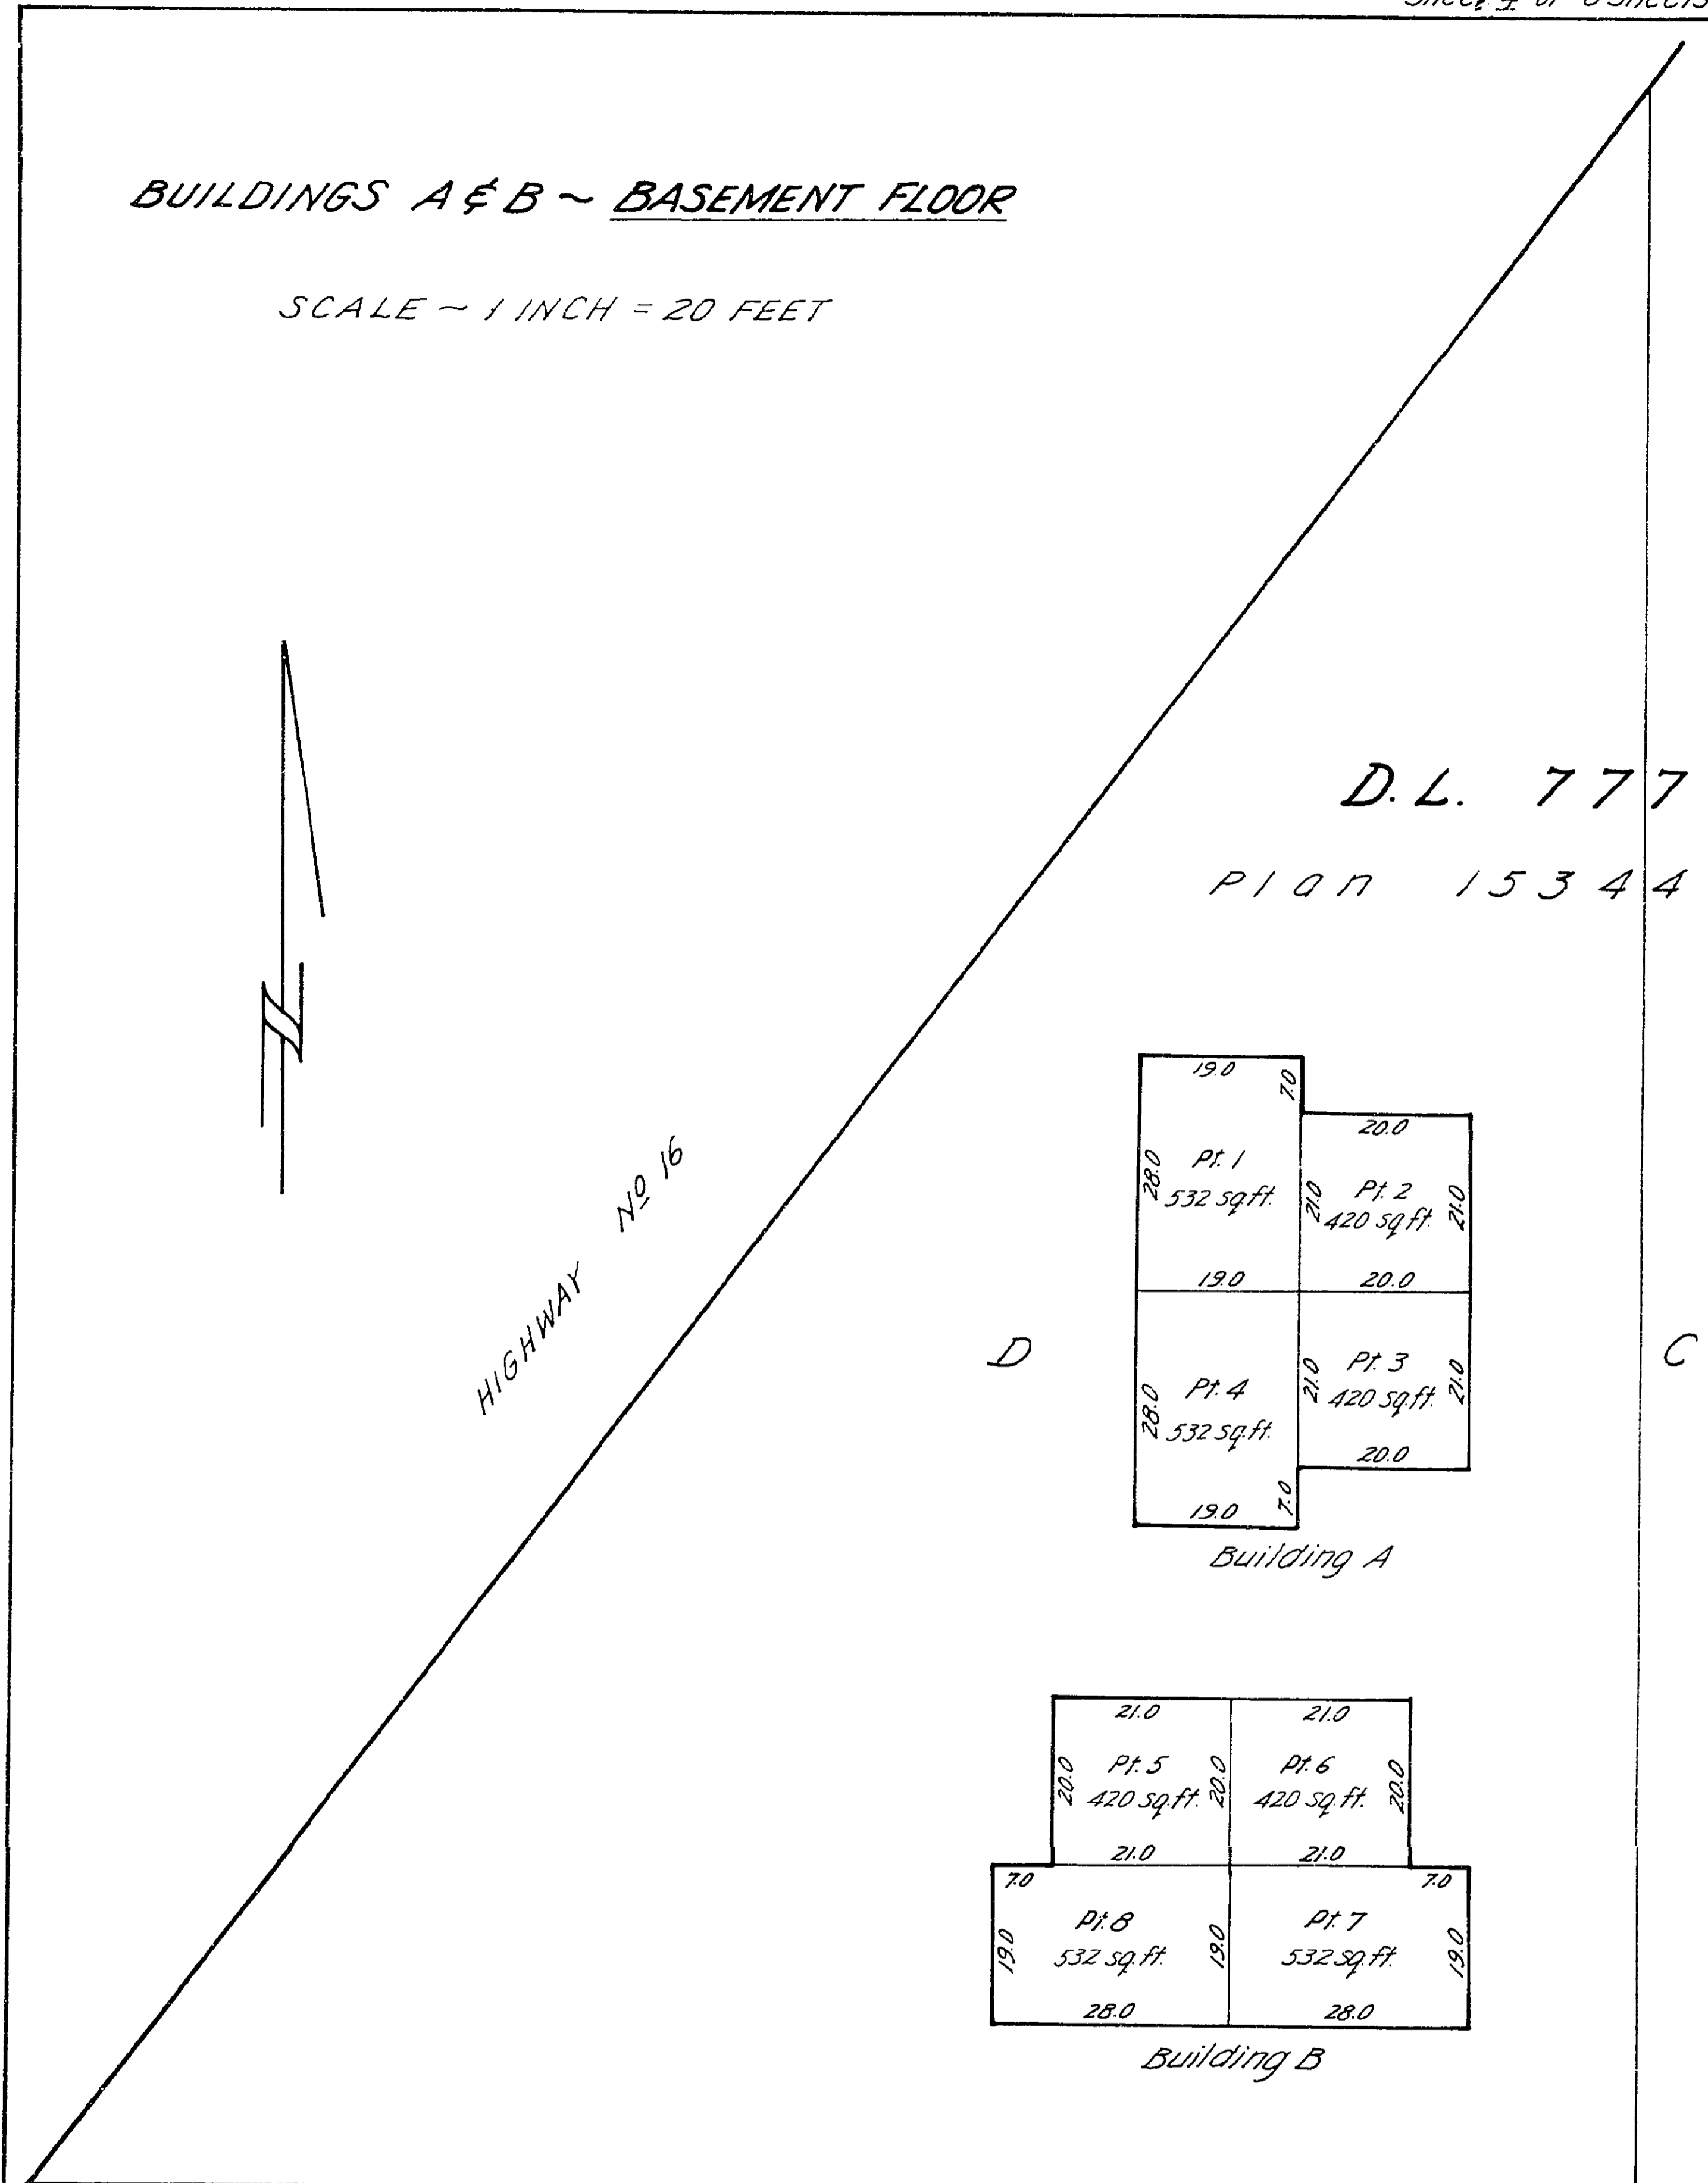 BUILDINGS A & B ~ BASEMENT FLOOR
SCALE ~ 1 INCH = 20 FEET
D.L. 777
Plan 15344
N
HIGHWAY Nº 16
D
C
19.0
7.0
28.0
Pt. 1
532 sq.ft.
19.0
20.0
21.0
Pt. 2
420 sq.ft.
21.0
20.0
28.0
Pt. 4
532 sq.ft.
19.0
7.0
21.0
Pt. 3
420 sq.ft.
21.0
20.0
Building A
21.0
20.0
Pt. 5
420 sq.ft.
20.0
21.0
21.0
Pt. 6
420 sq.ft.
20.0
21.0
7.0
19.0
Pt. 8
532 sq.ft.
19.0
28.0
7.0
Pt. 7
532 sq.ft.
19.0
28.0
Building B